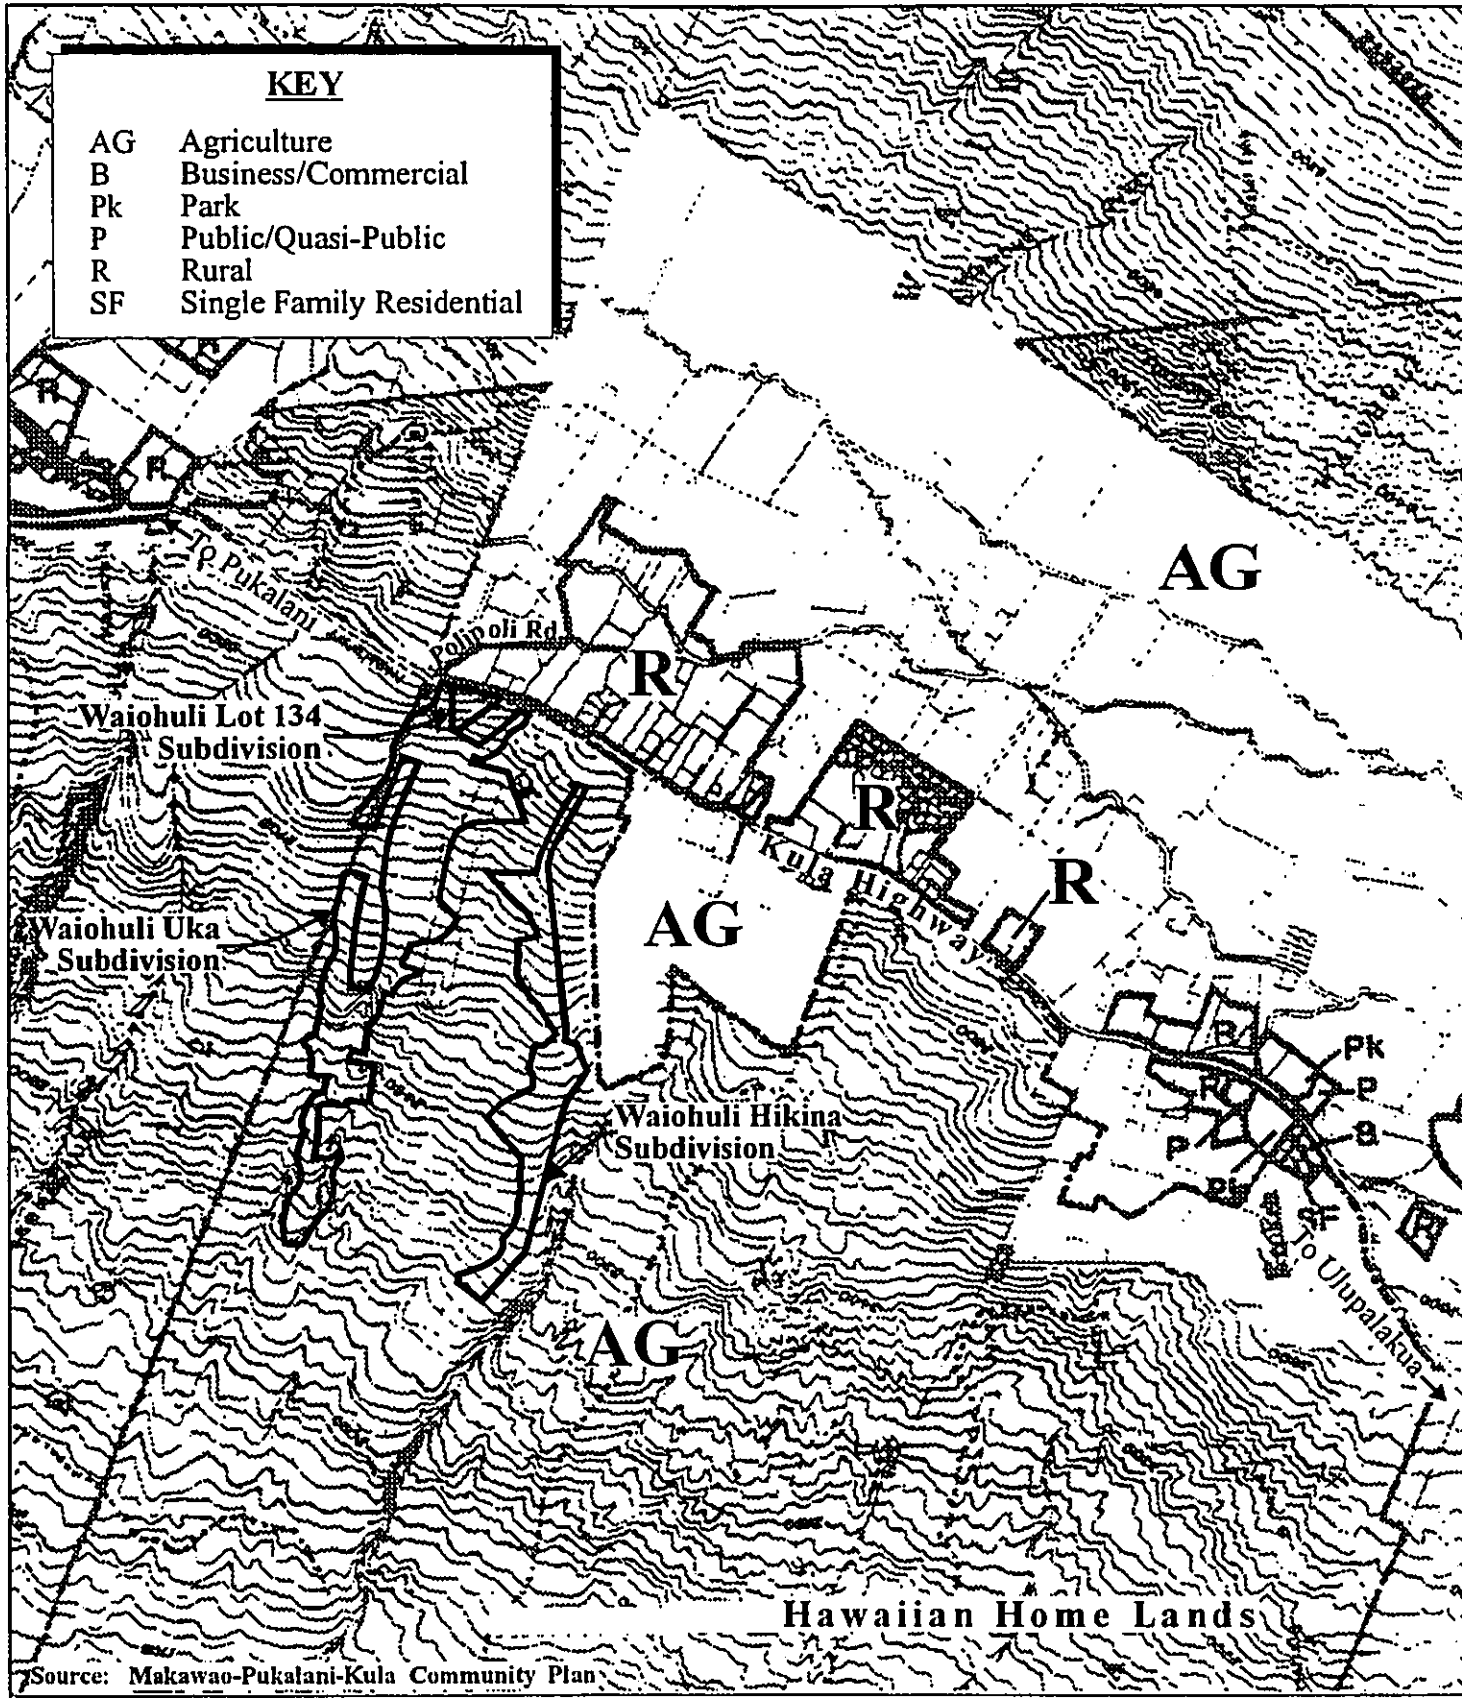 KEY
AG Agriculture
B Business/Commercial
Pk Park
P Public/Quasi-Public
R Rural
SF Single Family Residential
R
To Pukalani
AG
Polipoli Rd
R
Waiohuli Lot 134
Subdivision
R
Kula Highway
R
AG
Waiohuli Uka
Subdivision
Pk
P
P
B
Waiohuli Hikina
Subdivision
To Ulupalakua
AG
Hawaiian Home Lands
Source: Makawao-Pukalani-Kula Community Plan